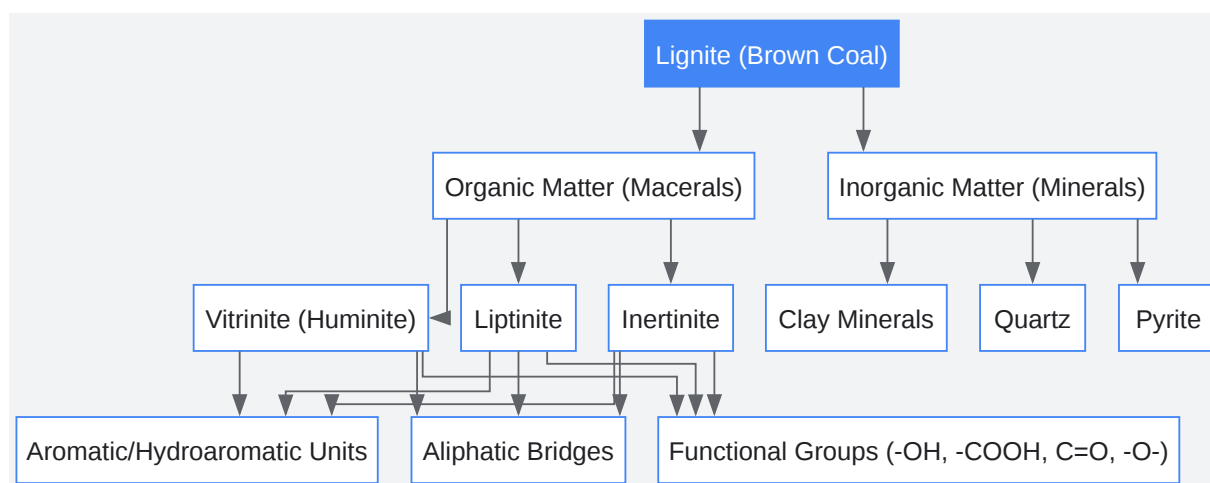 Lignite (Brown Coal)
Organic Matter (Macerals)
Inorganic Matter (Minerals)
Vitrinite (Huminite)
Liptinite
Inertinite
Clay Minerals
Quartz
Pyrite
Aromatic/Hydroaromatic Units
Aliphatic Bridges
Functional Groups (-OH, -COOH, C=O, -O-)